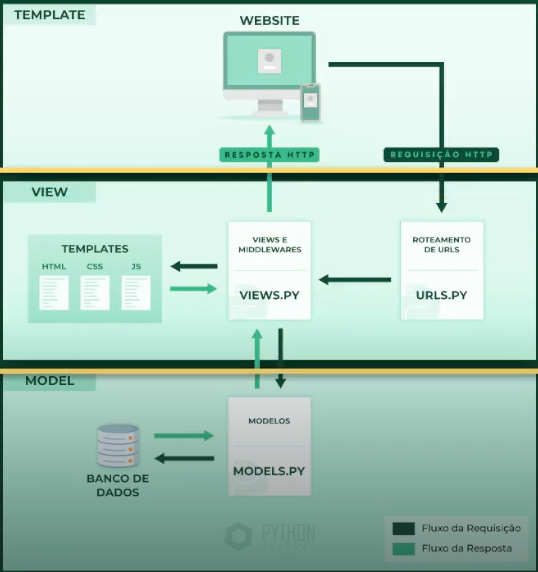 TEMPLATE
WEBSITE
RESPOSTA HTTP
REQUISIÇÃO HTTP
VIEW
TEMPLATES
HTML
CSS
JS
VIEWS E
MIDDLEWARES
VIEWS.PY
ROTEAMENTO
DE URLS
URLS.PY
MODEL
MODELOS
MODELS.PY
BANCO DE
DADOS
PYTHON
ACADEMY
Fluxo da Requisição
Fluxo da Resposta